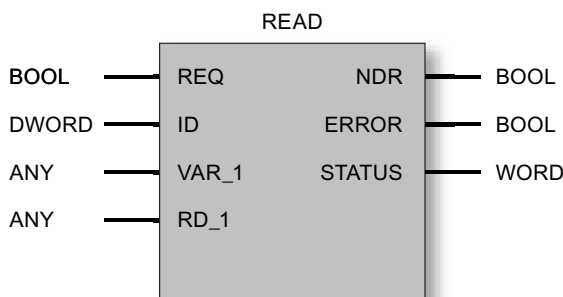 READ
BOOL REQ NDR BOOL
DWORD ID ERROR BOOL
ANY VAR_1 STATUS WORD
ANY RD_1